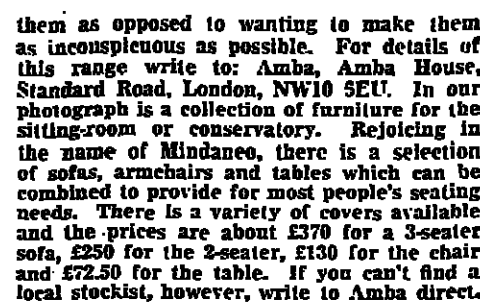 them as opposed to wanting to make them
as inconspicuous as possible. For details of
this range write to: Amba, Amba House,
Standard Road, London, NW10 5EU. In our
photograph is a collection of furniture for the
sitting-room or conservatory. Rejoicing in
the name of Mindaneo, there is a selection
of sofas, armchairs and tables which can be
combined to provide for most people's seating
needs. There is a variety of covers available
and the prices are about £370 for a 3-seater
sofa, £250 for the 2-seater, £130 for the chair
and £72.50 for the table. If you can't find a
local stockist, however, write to Amba direct.